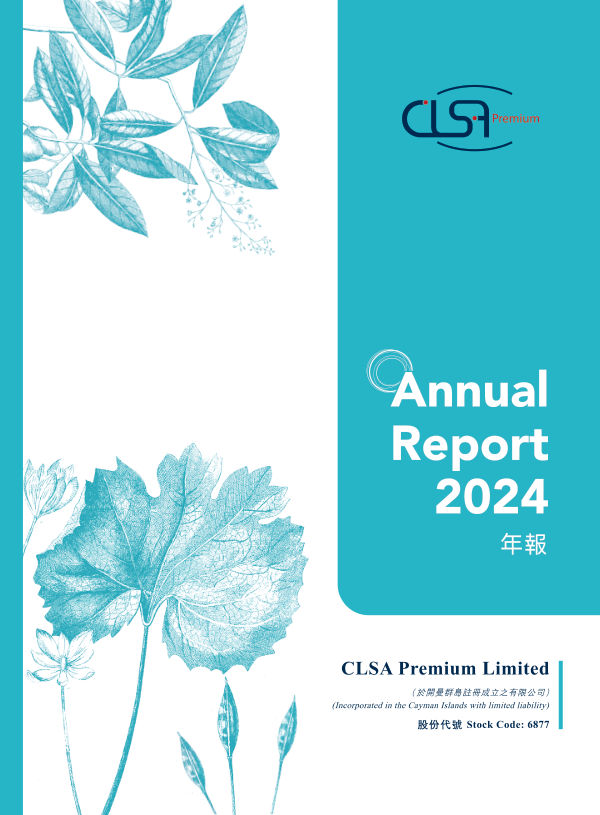 CLSA Premium
Annual
Report
2024
年報
CLSA Premium Limited
（於開曼群島註冊成立之有限公司）
(Incorporated in the Cayman Islands with limited liability)
股份代號 Stock Code: 6877